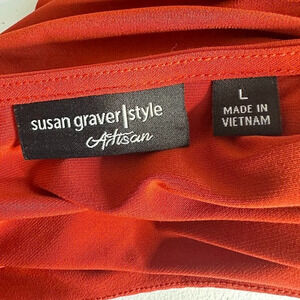 susan graver|style
Artisan
L
MADE IN
VIETNAM